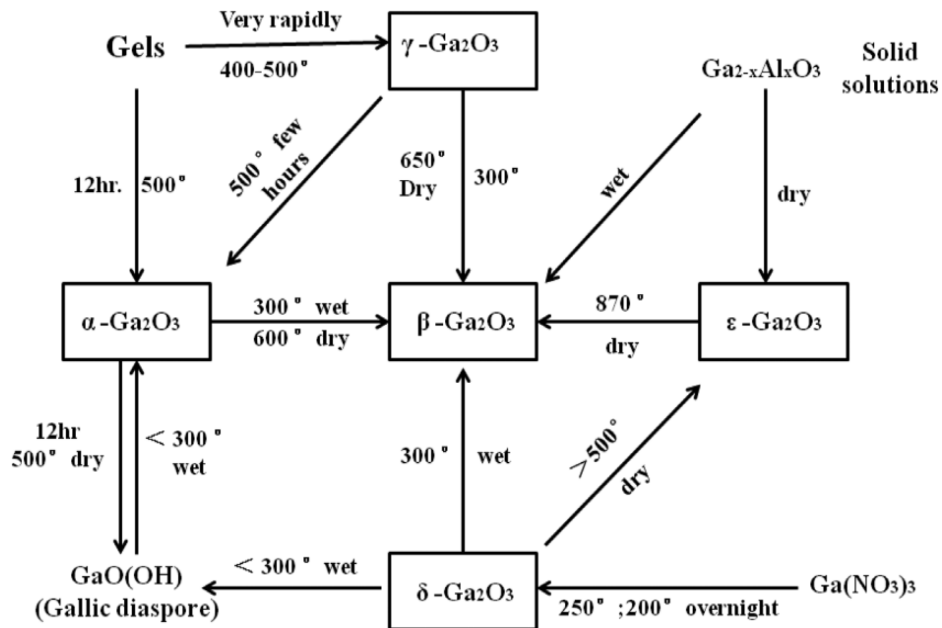 Very rapidly
Gels
400-500°
γ-Ga2O3
Ga2-xAlxO3
Solid
solutions
12hr. 500°
500° few
hours
650°
Dry
300°
wet
dry
α-Ga2O3
300° wet
600° dry
β-Ga2O3
870°
dry
ε-Ga2O3
12hr
500° dry
<300°
wet
300° wet
>500°
dry
GaO(OH)
(Gallic diaspore)
<300° wet
δ-Ga2O3
250° ;200° overnight
Ga(NO3)3